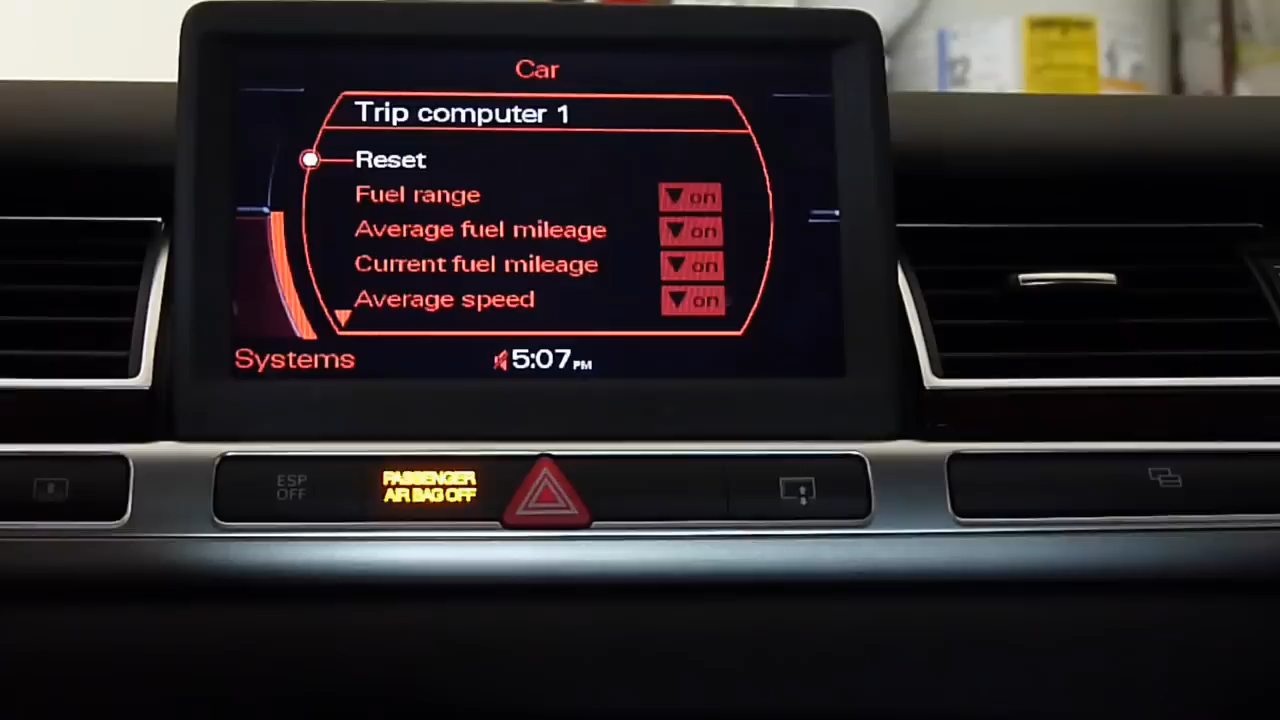 Car
Trip computer 1
Reset
Fuel range on
Average fuel mileage on
Current fuel mileage on
Average speed on
Systems 5:07 PM
ESP
OFF
PASSENGER
AIR BAG OFF